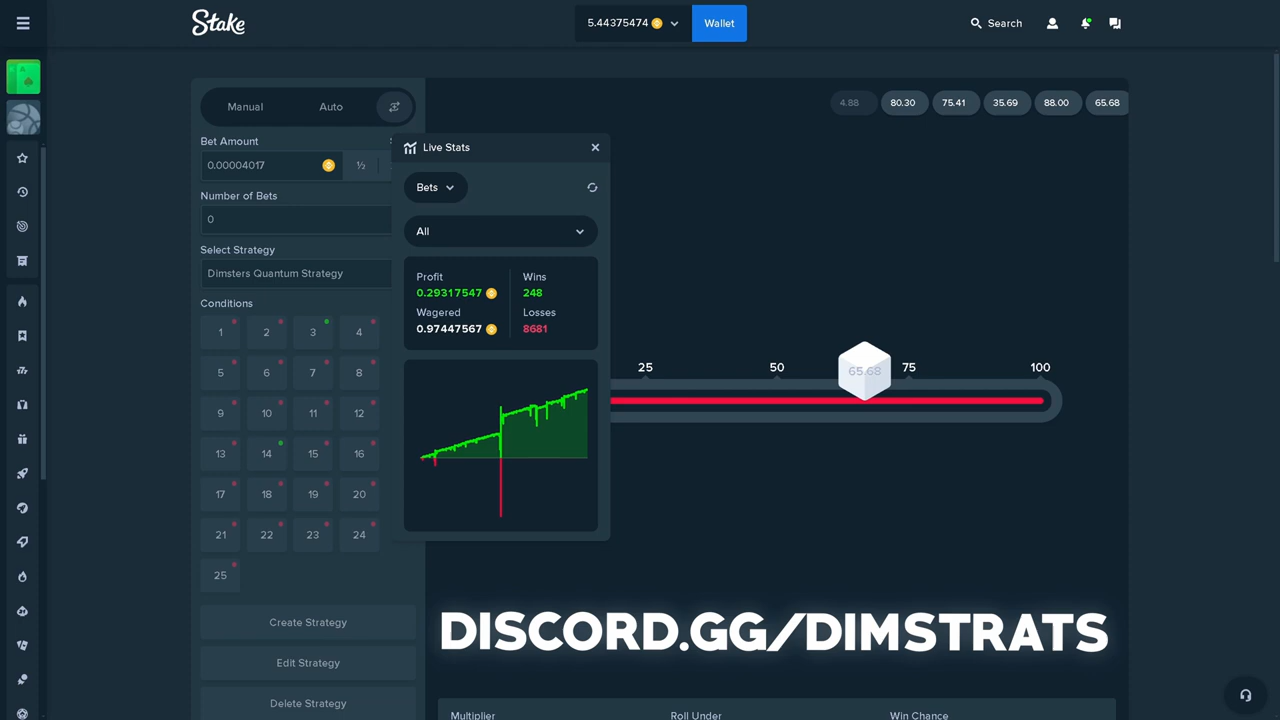 Stake
5.44375474
Wallet
Search
Manual
Auto
4.88
80.30
75.41
35.69
88.00
65.68
Bet Amount
0.00004017
½
Number of Bets
0
Select Strategy
Dimsters Quantum Strategy
Conditions
1 2 3 4
5 6 7 8
9 10 11 12
13 14 15 16
17 18 19 20
21 22 23 24
25
Create Strategy
Edit Strategy
Delete Strategy
Live Stats
Bets
All
Profit Wins
0.29317547 248
Wagered Losses
0.97447567 8681
25 50 75 100
65.68
DISCORD.GG/DIMSTRATS
Multiplier Roll Under Win Chance